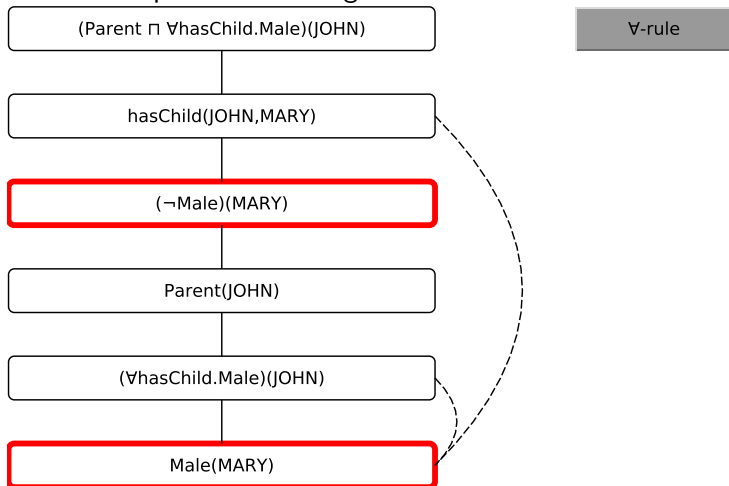 (Parent ⊓ ∀hasChild.Male)(JOHN)
∀-rule
hasChild(JOHN,MARY)
(¬Male)(MARY)
Parent(JOHN)
(∀hasChild.Male)(JOHN)
Male(MARY)